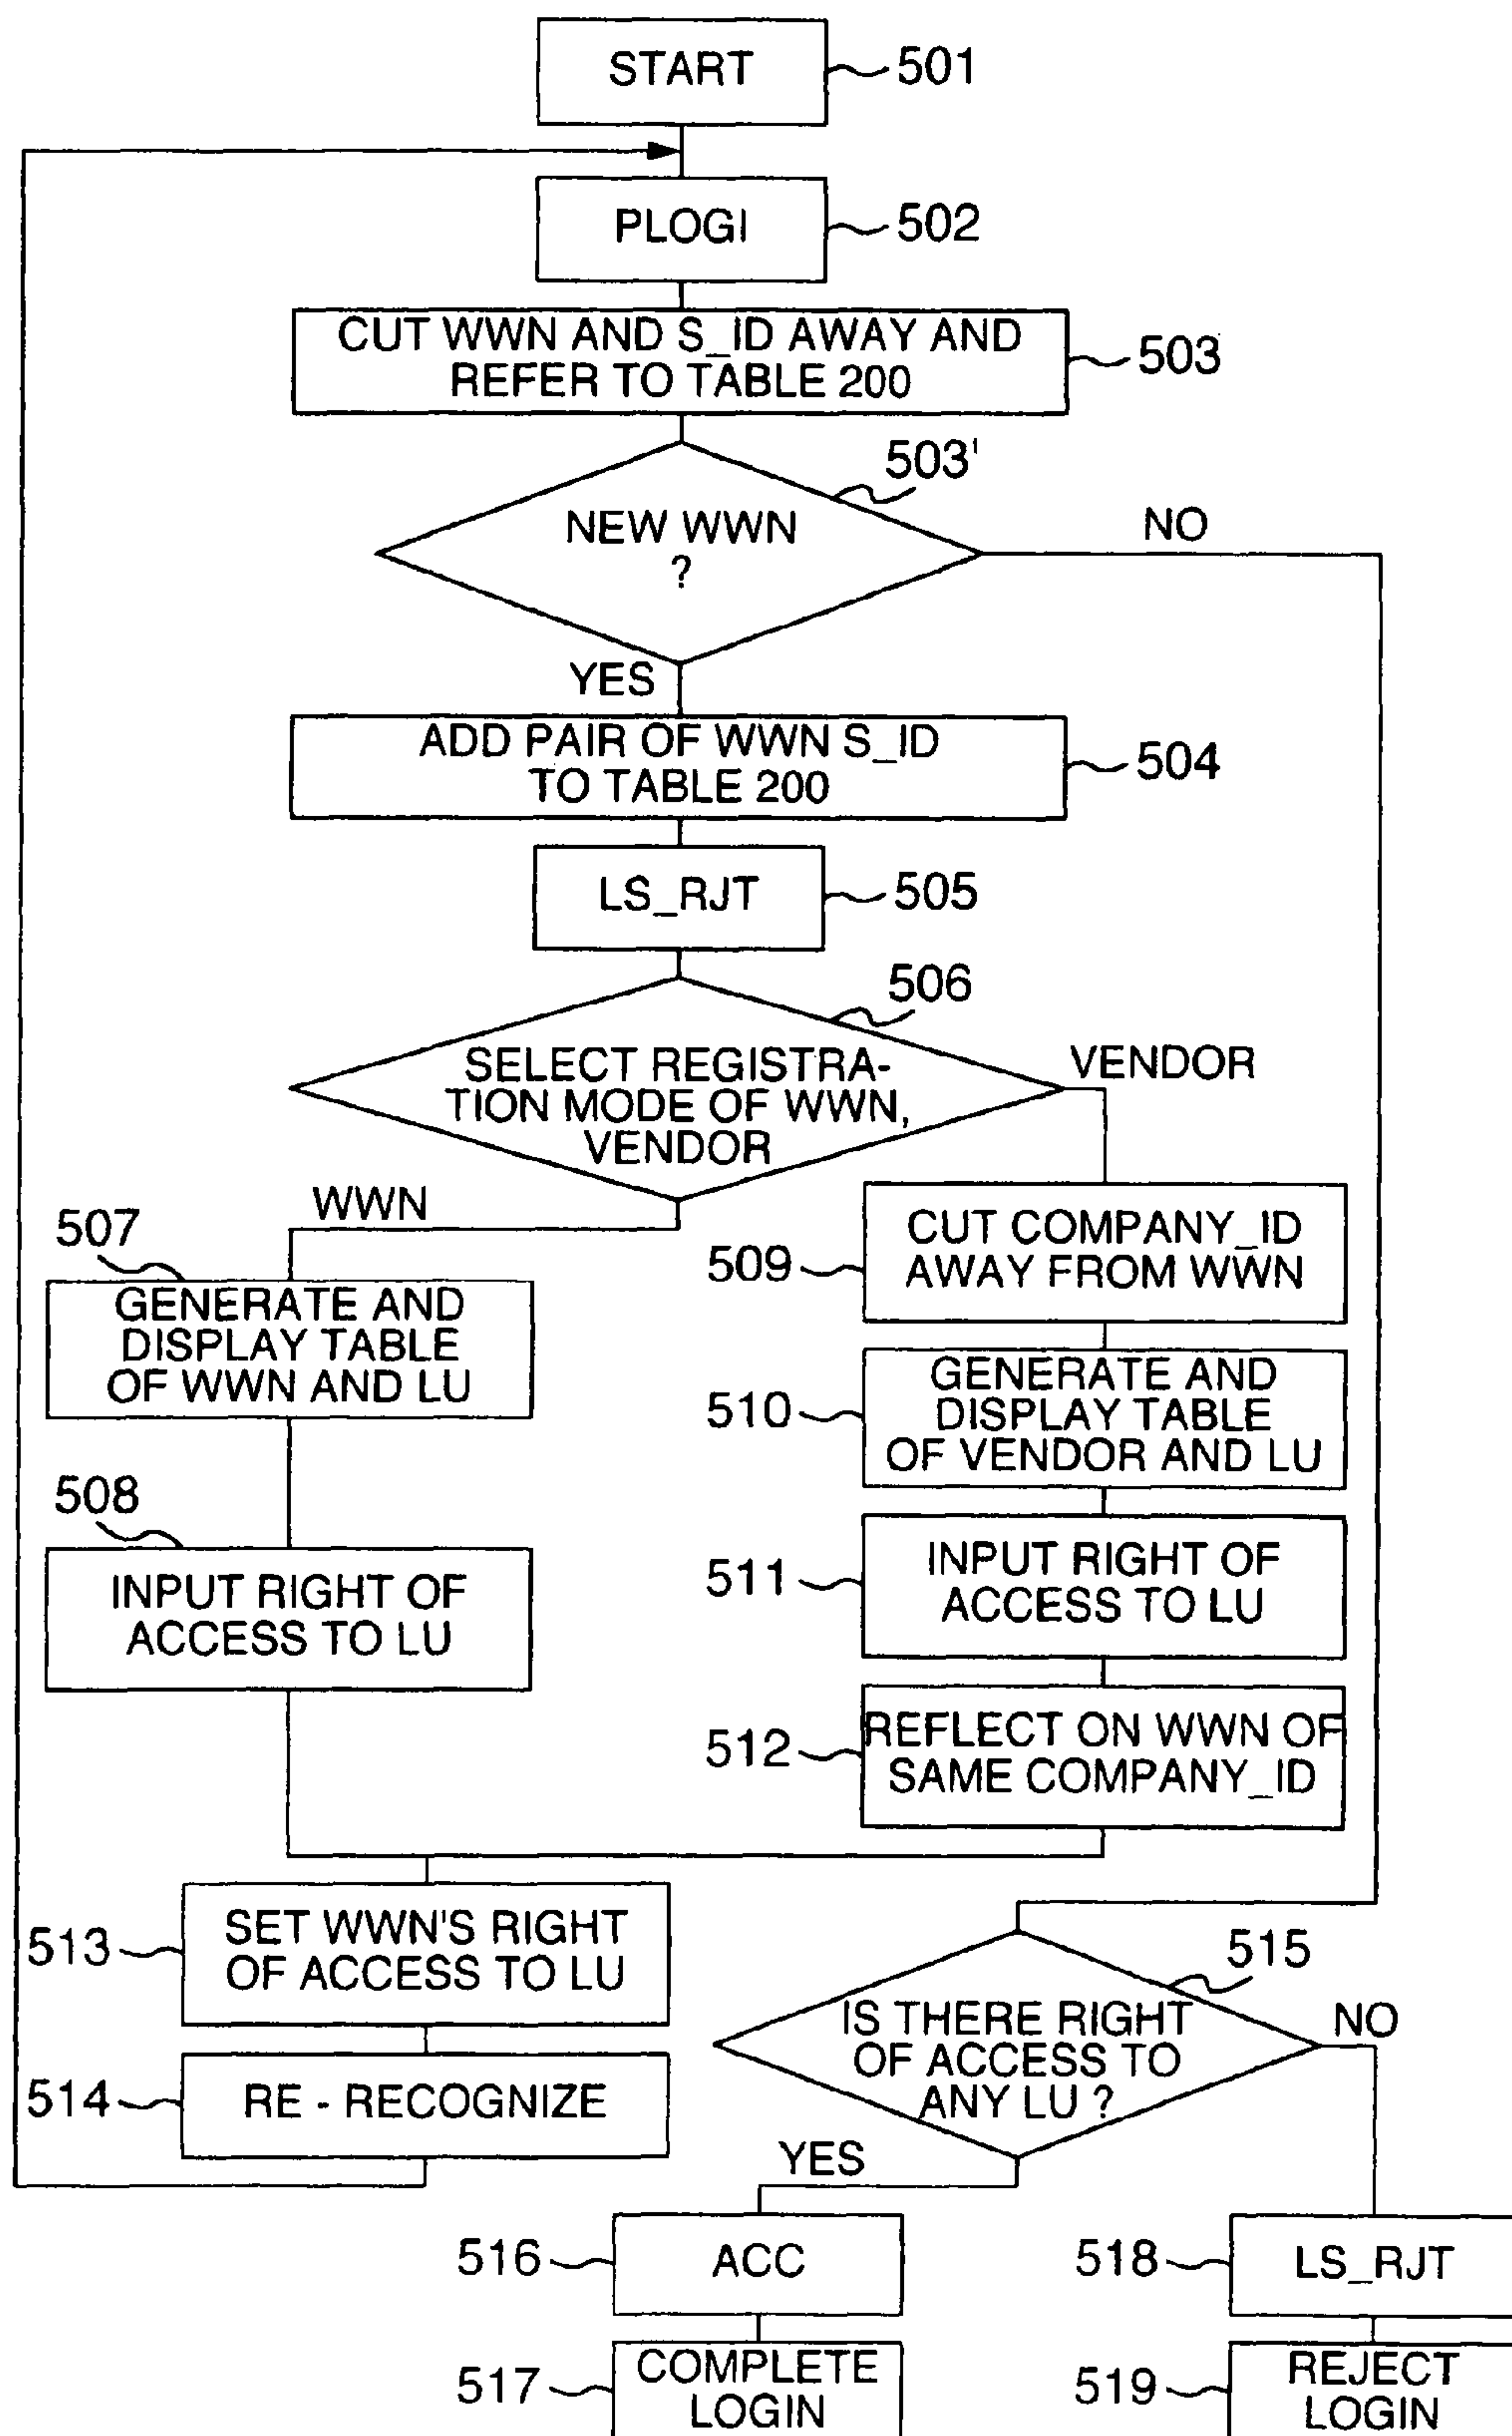 START
501
PLOGI
502
CUT WWN AND S_ID AWAY AND
REFER TO TABLE 200
503
503'
NEW WWN
?
NO
YES
ADD PAIR OF WWN S_ID
TO TABLE 200
504
LS_RJT
505
506
SELECT REGISTRA-
TION MODE OF WWN,
VENDOR
VENDOR
WWN
507
GENERATE AND
DISPLAY TABLE
OF WWN AND LU
508
INPUT RIGHT OF
ACCESS TO LU
509
CUT COMPANY_ID
AWAY FROM WWN
510
GENERATE AND
DISPLAY TABLE
OF VENDOR AND LU
511
INPUT RIGHT OF
ACCESS TO LU
512
REFLECT ON WWN OF
SAME COMPANY_ID
513
SET WWN'S RIGHT
OF ACCESS TO LU
514
RE - RECOGNIZE
515
IS THERE RIGHT
OF ACCESS TO
ANY LU ?
NO
YES
516
ACC
517
COMPLETE
LOGIN
518
LS_RJT
519
REJECT
LOGIN